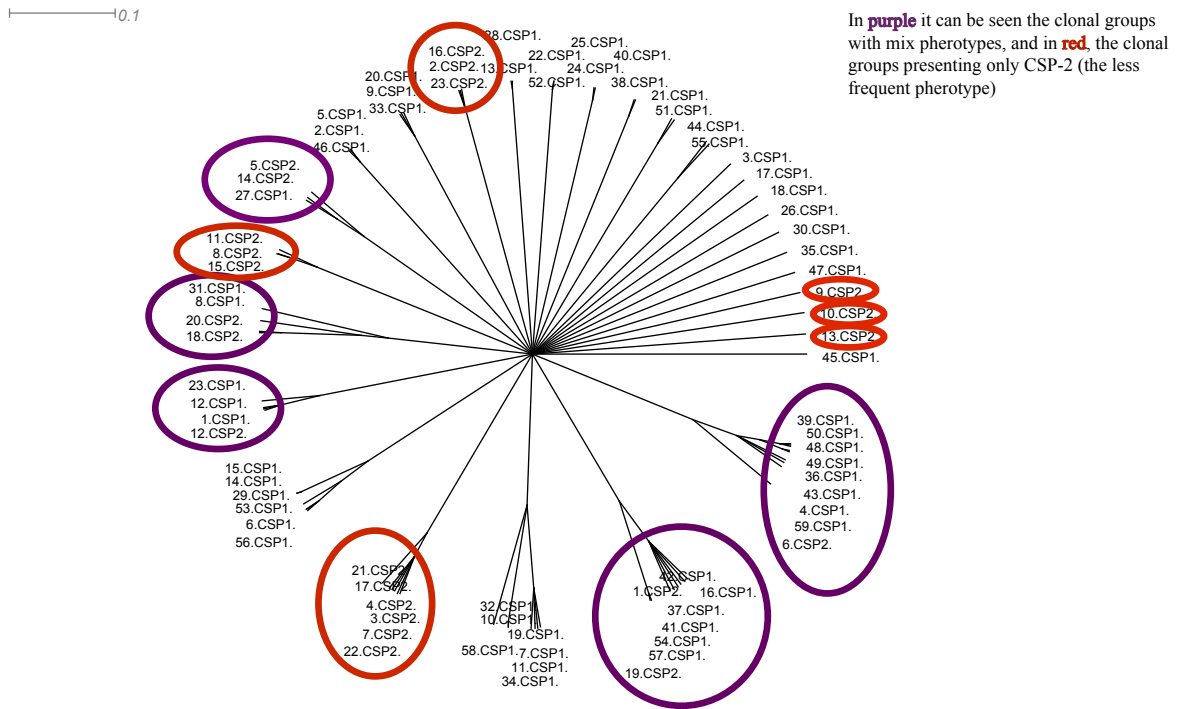 0.1
In purple it can be seen the clonal groups
with mix pherotypes, and in red, the clonal
groups presenting only CSP-2 (the less
frequent pherotype)
28.CSP1.
16.CSP2.
2.CSP2.
13.CSP1.
23.CSP2.
22.CSP1.
52.CSP1.
25.CSP1.
24.CSP1.
40.CSP1.
38.CSP1.
21.CSP1.
51.CSP1.
44.CSP1.
55.CSP1.
3.CSP1.
17.CSP1.
18.CSP1.
26.CSP1.
30.CSP1.
35.CSP1.
47.CSP1.
9.CSP2.
10.CSP2.
13.CSP2.
45.CSP1.
20.CSP1.
9.CSP1.
33.CSP1.
5.CSP1.
2.CSP1.
46.CSP1.
5.CSP2.
14.CSP2.
27.CSP1.
11.CSP2.
8.CSP2.
15.CSP2.
31.CSP1.
8.CSP1.
20.CSP2.
18.CSP2.
23.CSP1.
12.CSP1.
1.CSP1.
12.CSP2.
15.CSP1.
14.CSP1.
29.CSP1.
53.CSP1.
6.CSP1.
56.CSP1.
21.CSP2.
17.CSP2.
4.CSP2.
3.CSP2.
7.CSP2.
22.CSP2.
32.CSP1.
10.CSP1.
19.CSP1.
58.CSP1.
7.CSP1.
11.CSP1.
34.CSP1.
42.CSP1.
1.CSP2.
16.CSP1.
37.CSP1.
41.CSP1.
54.CSP1.
57.CSP1.
19.CSP2.
39.CSP1.
50.CSP1.
48.CSP1.
49.CSP1.
36.CSP1.
43.CSP1.
4.CSP1.
59.CSP1.
6.CSP2.